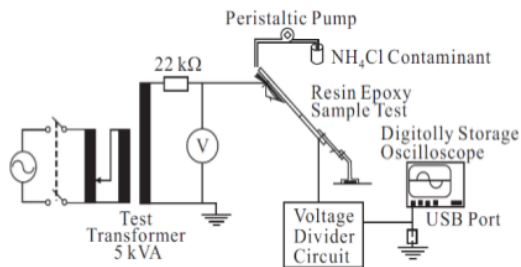 Peristaltic Pump
NH₄Cl Contaminant
22 kΩ
Resin Epoxy
Sample Test
Digitolly Storage
Oscilloscope
V
USB Port
Test
Transformer
5 kVA
Voltage
Divider
Circuit